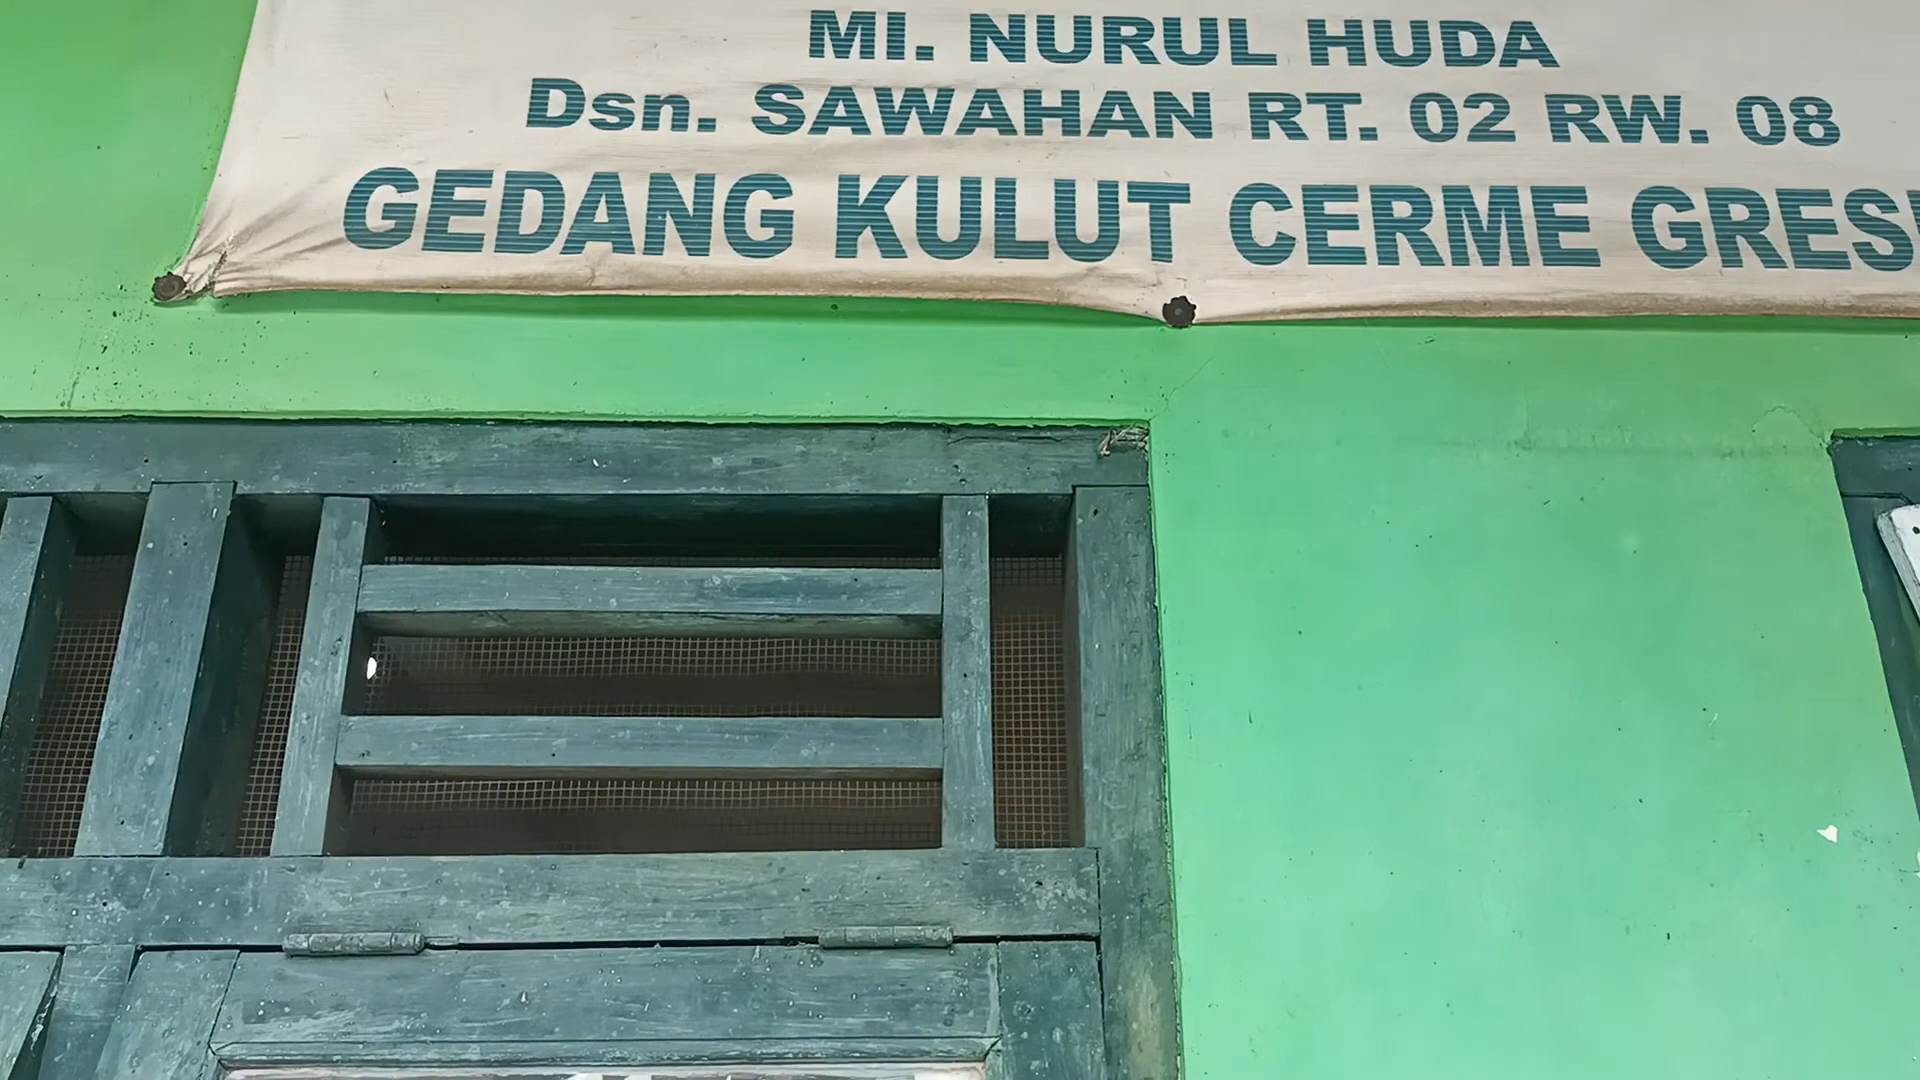 MI. NURUL HUDA
Dsn. SAWAHAN RT. 02 RW. 08
GEDANG KULUT CERME